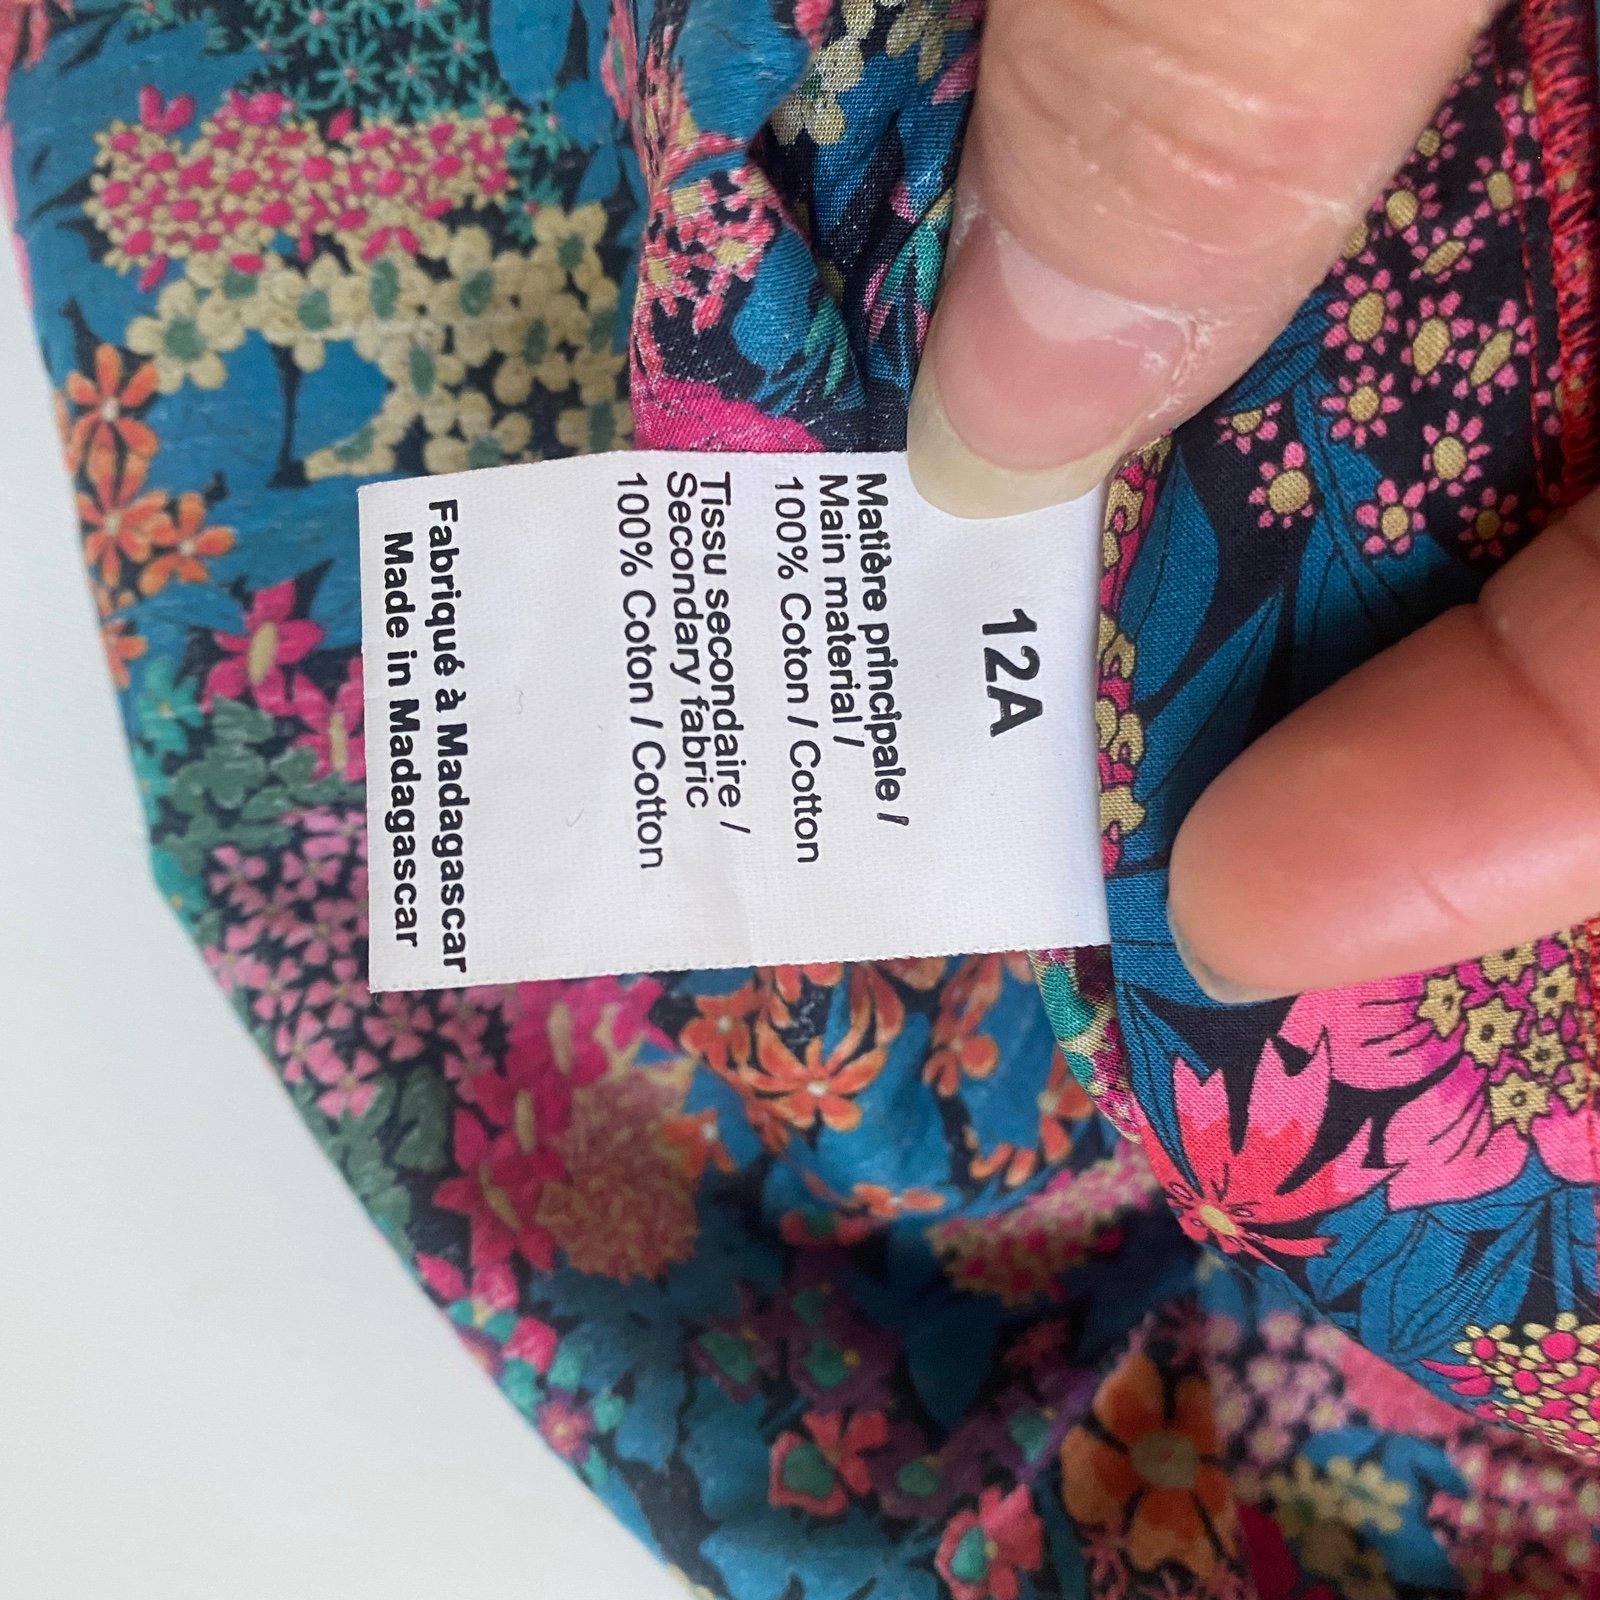 12A
Matière principale /
Main material /
100% Coton / Cotton
Tissu secondaire /
Secondary fabric
100% Coton / Cotton
Fabriqué à Madagascar
Made in Madagascar